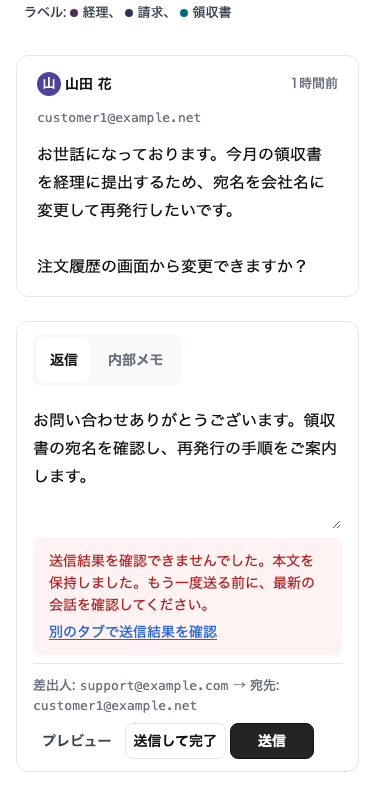 ラベル: 経理、 請求、 領収書
山 山田 花 1時間前
customer1@example.net
お世話になっております。今月の領収書
を経理に提出するため、宛名を会社名に
変更して再発行したいです。
注文履歴の画面から変更できますか？
返信 内部メモ
お問い合わせありがとうございます。領収
書の宛名を確認し、再発行の手順をご案内
します。
送信結果を確認できませんでした。本文を
保持しました。もう一度送る前に、最新の
会話を確認してください。
別のタブで送信結果を確認
差出人: support@example.com → 宛先:
customer1@example.net
プレビュー 送信して完了 送信